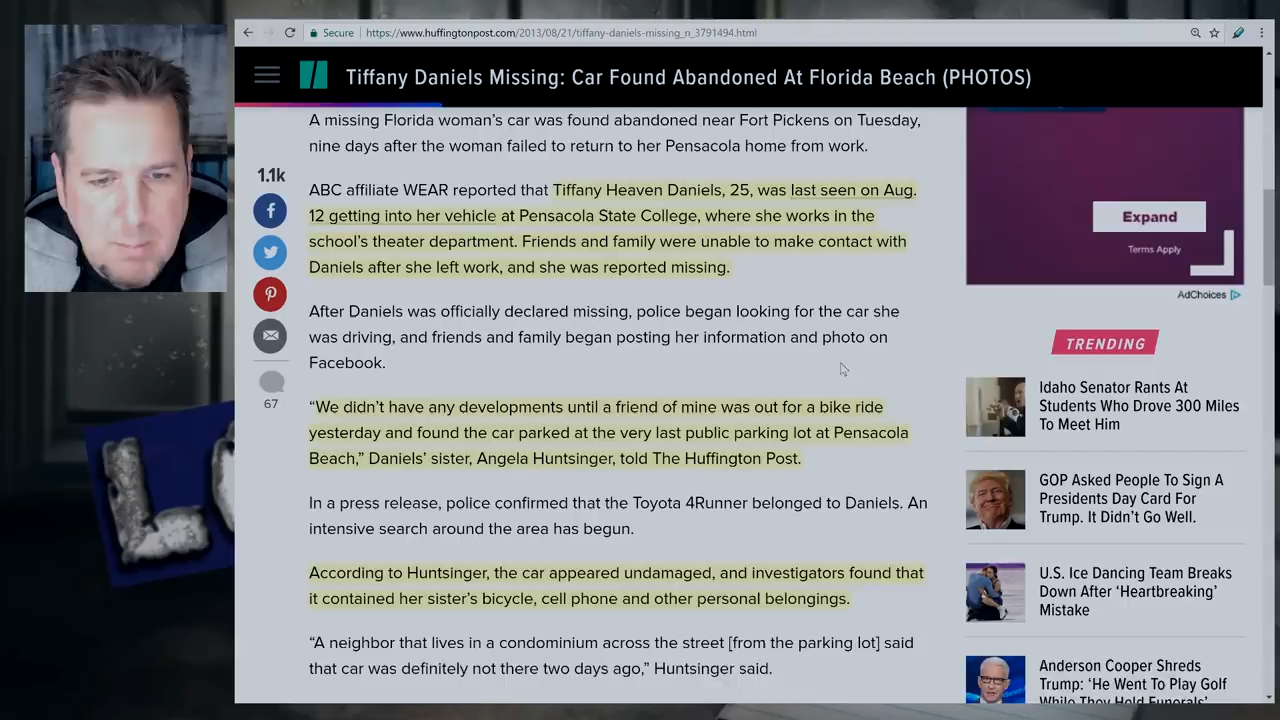 Secure
https://www.huffingtonpost.com/2013/08/21/tiffany-daniels-missing_n_3791494.html
Tiffany Daniels Missing: Car Found Abandoned At Florida Beach (PHOTOS)
A missing Florida woman's car was found abandoned near Fort Pickens on Tuesday,
nine days after the woman failed to return to her Pensacola home from work.
1.1k
ABC affiliate WEAR reported that Tiffany Heaven Daniels, 25, was last seen on Aug.
12 getting into her vehicle at Pensacola State College, where she works in the
school's theater department. Friends and family were unable to make contact with
Daniels after she left work, and she was reported missing.
After Daniels was officially declared missing, police began looking for the car she
was driving, and friends and family began posting her information and photo on
Facebook.
67
“We didn't have any developments until a friend of mine was out for a bike ride
yesterday and found the car parked at the very last public parking lot at Pensacola
Beach,” Daniels' sister, Angela Huntsinger, told The Huffington Post.
In a press release, police confirmed that the Toyota 4Runner belonged to Daniels. An
intensive search around the area has begun.
According to Huntsinger, the car appeared undamaged, and investigators found that
it contained her sister's bicycle, cell phone and other personal belongings.
“A neighbor that lives in a condominium across the street [from the parking lot] said
that car was definitely not there two days ago,” Huntsinger said.
Expand
Terms Apply
AdChoices
TRENDING
Idaho Senator Rants At
Students Who Drove 300 Miles
To Meet Him
GOP Asked People To Sign A
Presidents Day Card For
Trump. It Didn't Go Well.
U.S. Ice Dancing Team Breaks
Down After ‘Heartbreaking’
Mistake
Anderson Cooper Shreds
Trump: ‘He Went To Play Golf
While They Held Funerals’